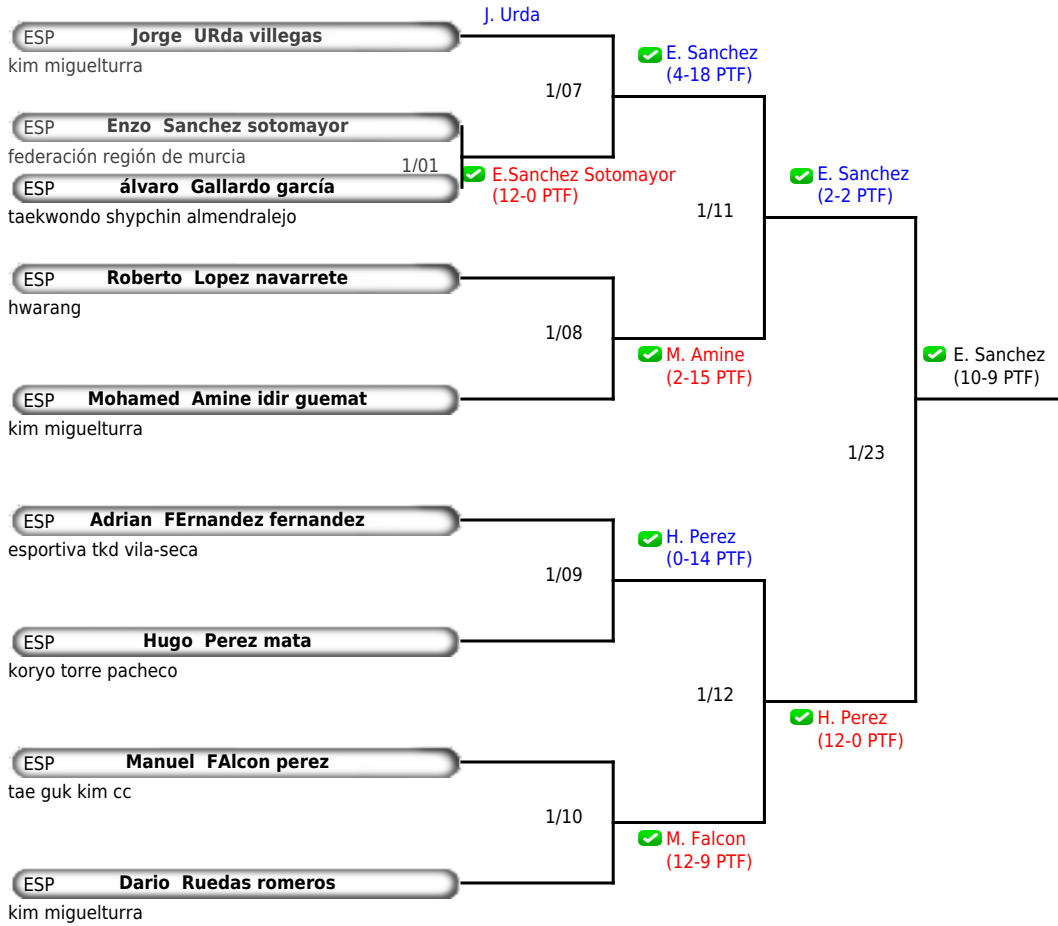 J. Urda
ESP Jorge URda villegas
kim miguelturra
E. Sanchez
(4-18 PTF)
1/07
ESP Enzo Sanchez sotomayor
federación región de murcia
1/01
E.Sanchez Sotomayor
(12-0 PTF)
ESP álvaro Gallardo garcía
taekwondo shypchin almendralejo
E. Sanchez
(2-2 PTF)
1/11
ESP Roberto Lopez navarrete
hwarang
1/08
M. Amine
(2-15 PTF)
E. Sanchez
(10-9 PTF)
ESP Mohamed Amine idir guemat
kim miguelturra
1/23
ESP Adrian FErnandez fernandez
esportiva tkd vila-seca
H. Perez
(0-14 PTF)
1/09
ESP Hugo Perez mata
koryo torre pacheco
1/12
H. Perez
(12-0 PTF)
ESP Manuel FAlcon perez
tae guk kim cc
1/10
M. Falcon
(12-9 PTF)
ESP Dario Ruedas romeros
kim miguelturra